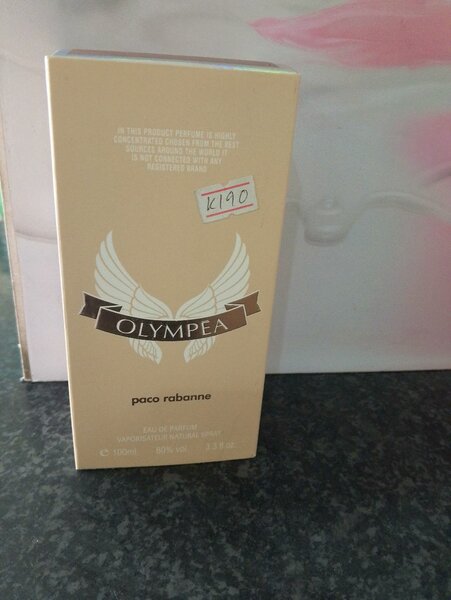 IN THIS PRODUCT PERFUME IS HIGHLY
CONCENTRATED CHOSEN FROM THE BEST
SOURCES AROUND THE WORLD IT
IS NOT CONNECTED WITH ANY
REGISTERED BRAND
K190
OLYMPEA
paco rabanne
EAU DE PARFUM
VAPORISATEUR NATURAL SPRAY
℮ 100ml. 80% vol. 3.3 fl.oz.